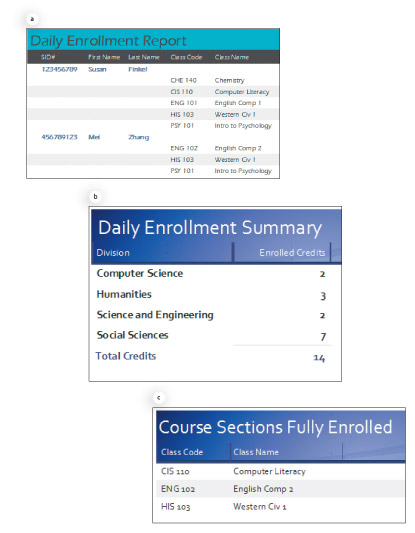 a
Daily Enrollment Report
SID# First Name Last Name Class Code Class Name
123456789 Susan Finkel
CHE 140 Chemistry
CIS 110 Computer Literacy
ENG 101 English Comp 1
HIS 103 Western Civ 1
PSY 101 Intro to Psychology
456789123 Mel Zhang
ENG 102 English Comp 2
HIS 103 Western Civ 1
PSY 101 Intro to Psychology
b
Daily Enrollment Summary
Division Enrolled Credits
Computer Science 2
Humanities 3
Science and Engineering 2
Social Sciences 7
Total Credits 14
c
Course Sections Fully Enrolled
Class Code Class Name
CIS 110 Computer Literacy
ENG 102 English Comp 2
HIS 103 Western Civ 1